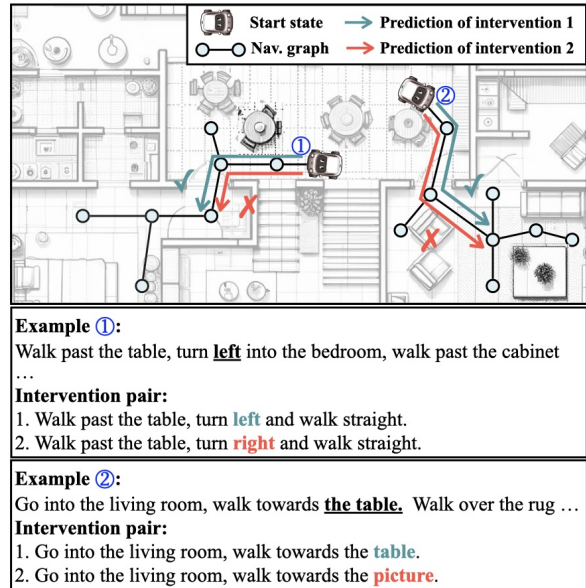 Start state
Prediction of intervention 1
Nav. graph
Prediction of intervention 2
①
②
Example ①:
Walk past the table, turn left into the bedroom, walk past the cabinet
…
Intervention pair:
1. Walk past the table, turn left and walk straight.
2. Walk past the table, turn right and walk straight.
Example ②:
Go into the living room, walk towards the table. Walk over the rug …
Intervention pair:
1. Go into the living room, walk towards the table.
2. Go into the living room, walk towards the picture.